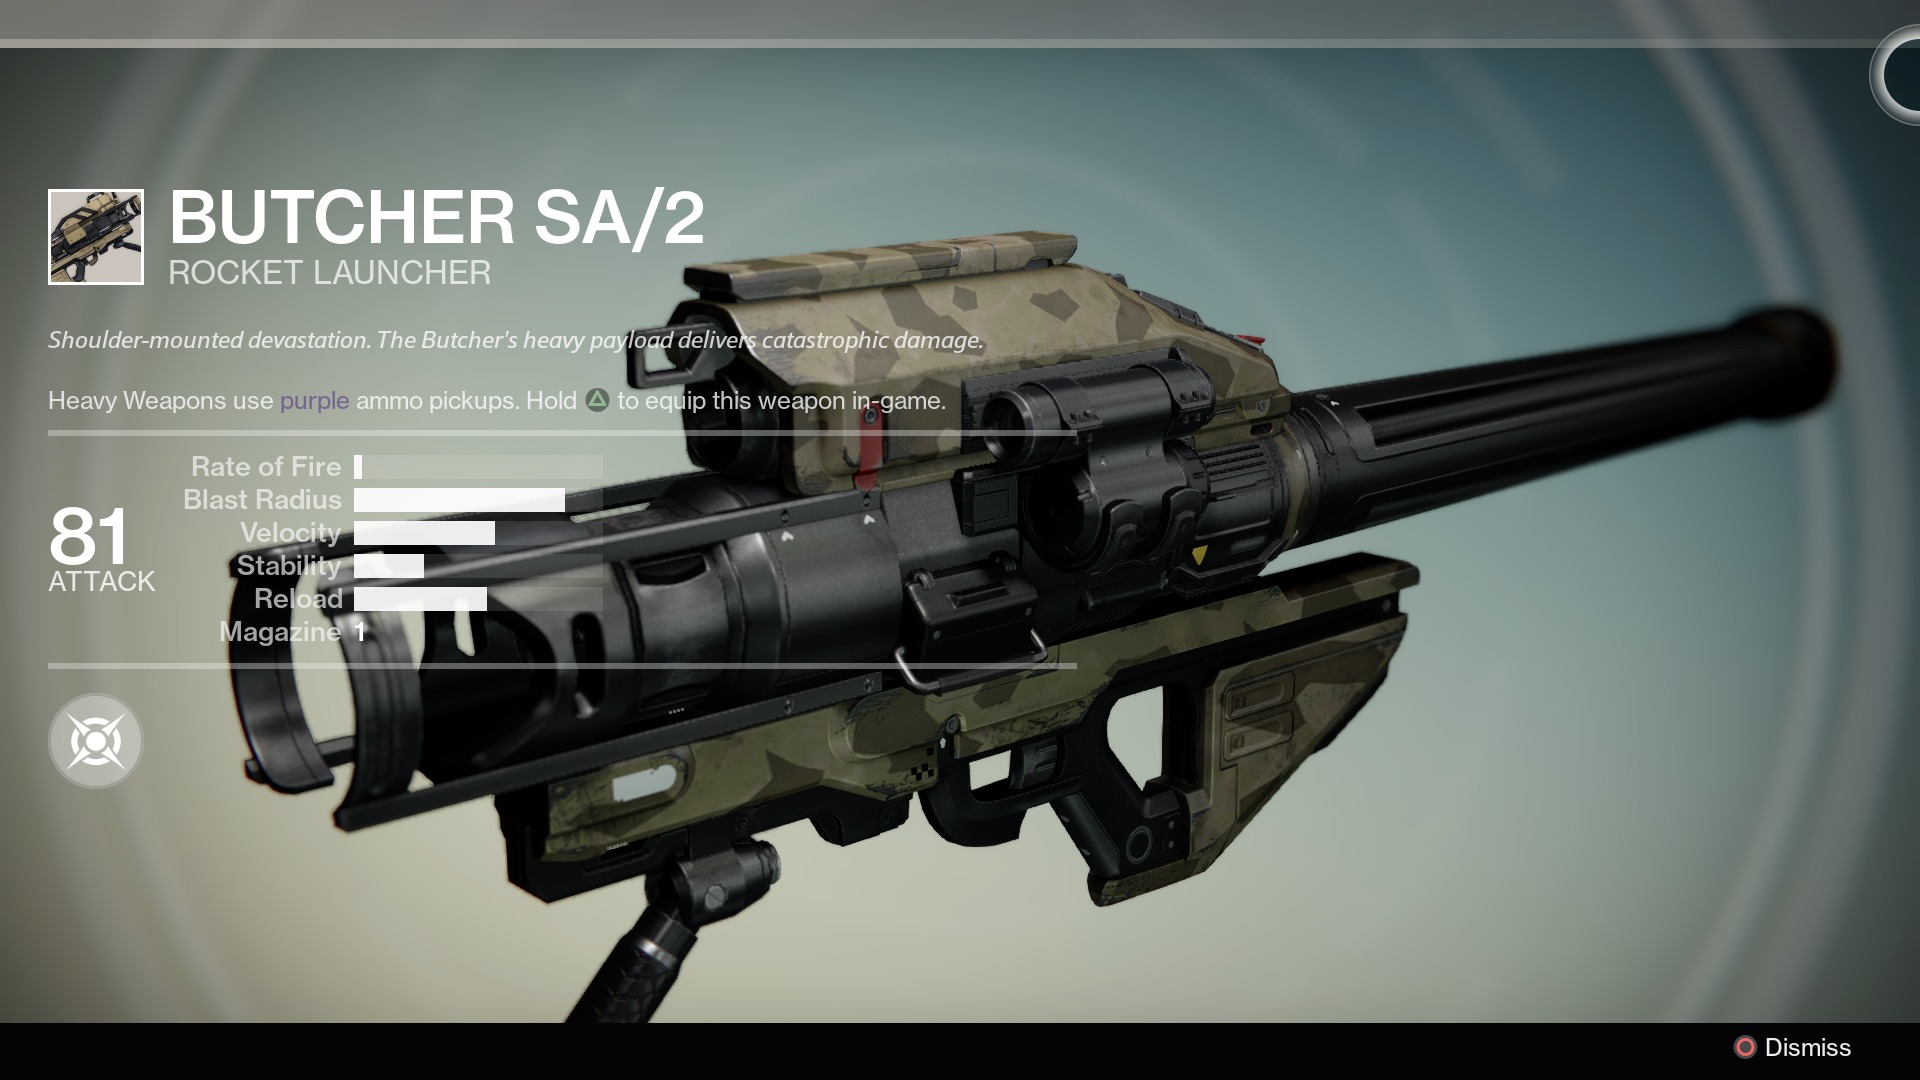 BUTCHER SA/2
ROCKET LAUNCHER
Shoulder-mounted devastation. The Butcher's heavy payload delivers catastrophic damage.
Heavy Weapons use purple ammo pickups. Hold to equip this weapon in-game.
81
ATTACK
Rate of Fire
Blast Radius
Velocity
Stability
Reload
Magazine 1
Dismiss